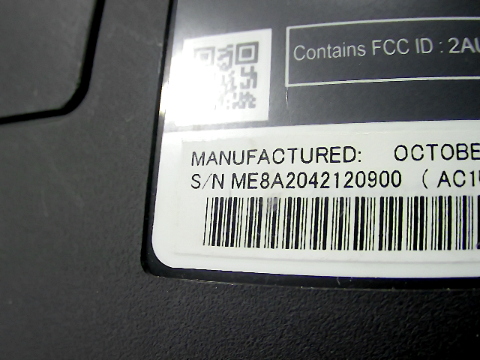 Contains FCC ID : 2AU
MANUFACTURED: OCTOBE
S/N ME8A2042120900 ( AC1